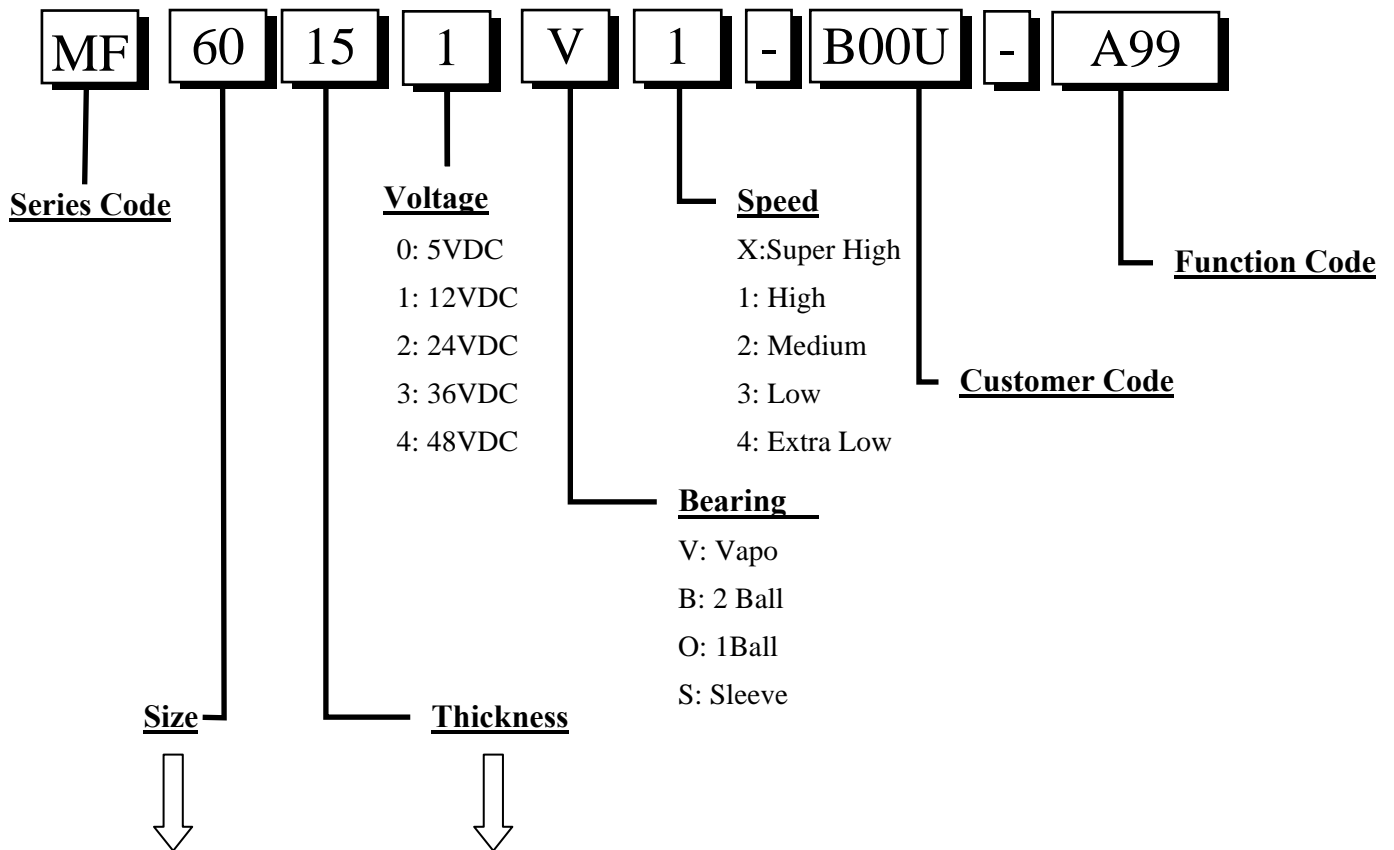 MF 60 15 1 V 1 - B00U - A99
Series Code
Voltage
0: 5VDC
1: 12VDC
2: 24VDC
3: 36VDC
4: 48VDC
Speed
X:Super High
1: High
2: Medium
3: Low
4: Extra Low
Function Code
Customer Code
Bearing
V: Vapo
B: 2 Ball
O: 1Ball
S: Sleeve
Size
Thickness